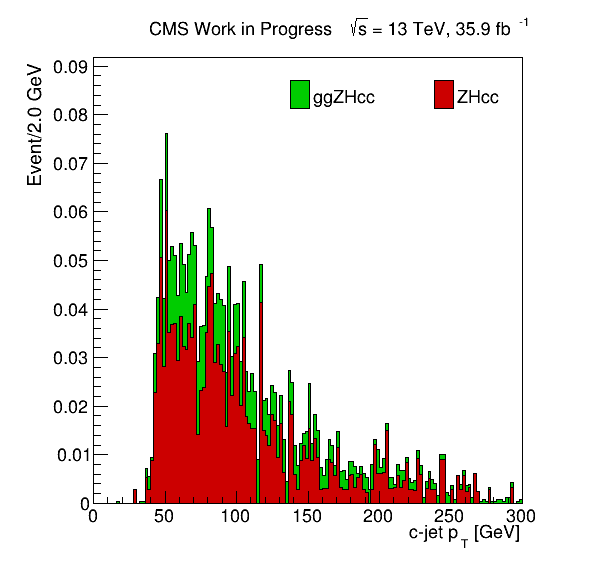 CMS Work in Progress √s = 13 TeV, 35.9 fb -1
Event/2.0 GeV
ggZHcc ZHcc
0.09
0.08
0.07
0.06
0.05
0.04
0.03
0.02
0.01
0
0 50 100 150 200 250 300
c-jet p_T [GeV]